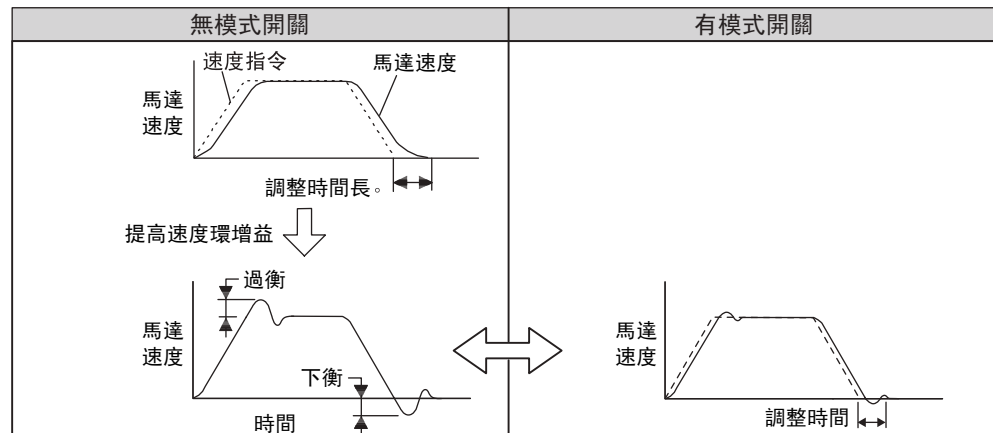 無模式開關
有模式開關
速度指令
馬達速度
馬達
速度
調整時間長。
提高速度環增益
過衡
馬達
速度
下衡
時間
馬達
速度
調整時間